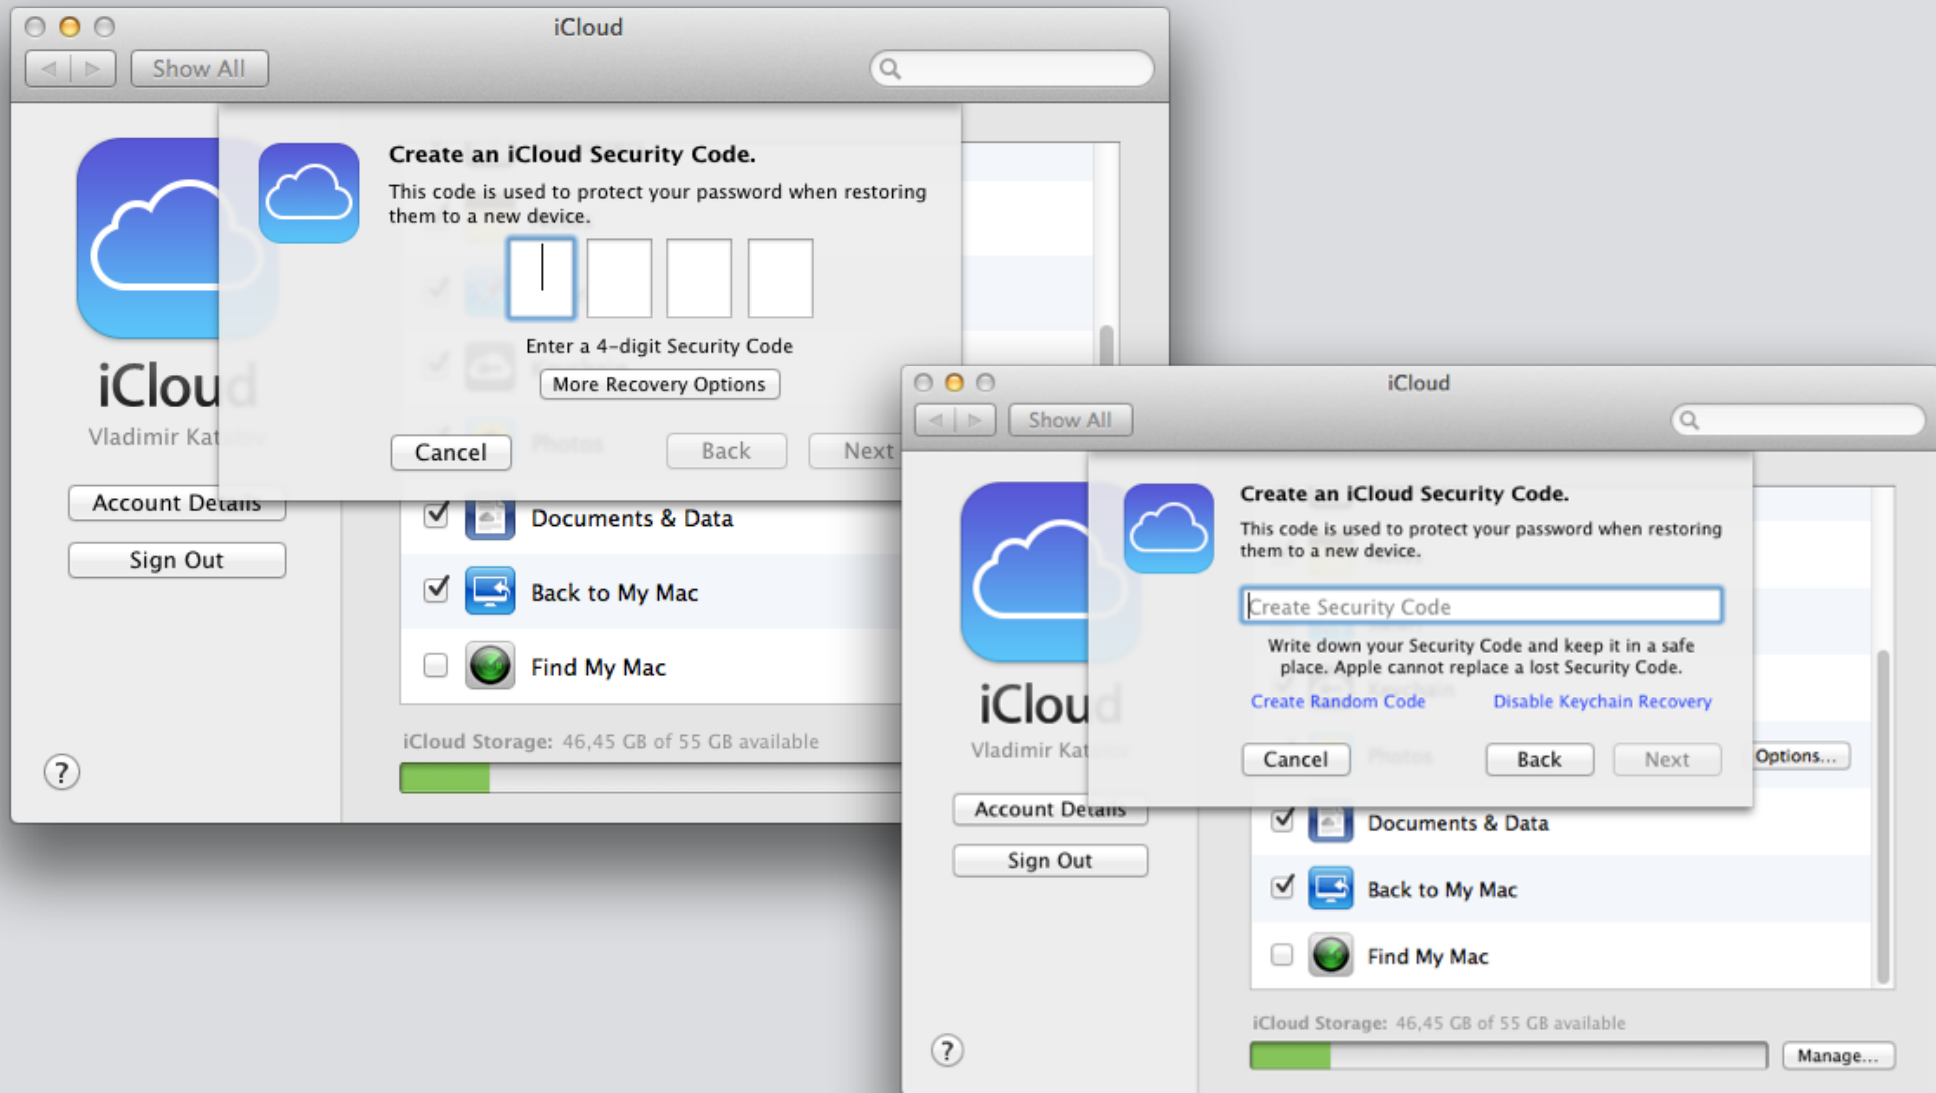 iCloud
Show All
Create an iCloud Security Code.
This code is used to protect your password when restoring
them to a new device.
Enter a 4-digit Security Code
More Recovery Options
Cancel
Photos
Back
Next
iCloud
Vladimir Katalov
Account Details
Sign Out
Documents & Data
Back to My Mac
Find My Mac
iCloud Storage: 46,45 GB of 55 GB available
?
iCloud
Show All
Create an iCloud Security Code.
This code is used to protect your password when restoring
them to a new device.
Create Security Code
Write down your Security Code and keep it in a safe
place. Apple cannot replace a lost Security Code.
Keychain
Create Random Code
Disable Keychain Recovery
Cancel
Photos
Back
Next
Options...
iCloud
Vladimir Kat
Account Details
Sign Out
Documents & Data
Back to My Mac
Find My Mac
iCloud Storage: 46,45 GB of 55 GB available
Manage...
?